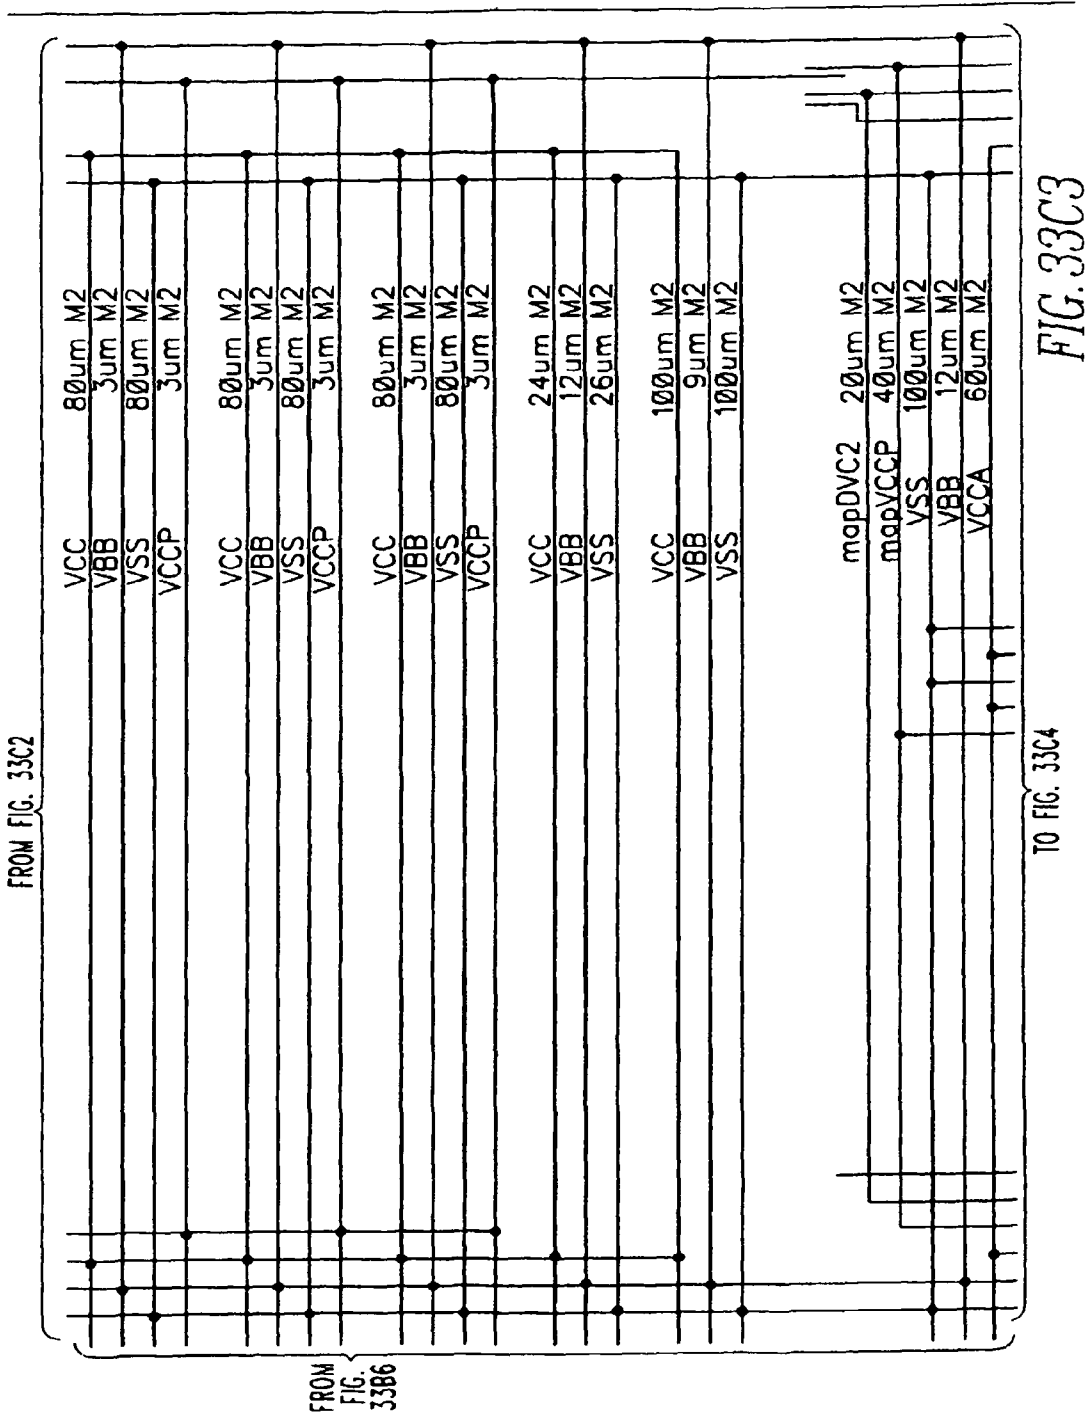 FROM FIG. 33C2
VCC 80um M2
VBB 3um M2
VSS 80um M2
VCCP 3um M2
VCC 80um M2
VBB 3um M2
VSS 80um M2
VCCP 3um M2
VCC 80um M2
VBB 3um M2
VSS 80um M2
VCCP 3um M2
VCC 24um M2
VBB 12um M2
VSS 26um M2
VCC 100um M2
VBB 9um M2
VSS 100um M2
mapDVC2 20um M2
mapVCCP 40um M2
VSS 100um M2
VBB 12um M2
VCCA 60um M2
FROM
FIG.
33B6
TO FIG. 33C4
FIG. 33C3